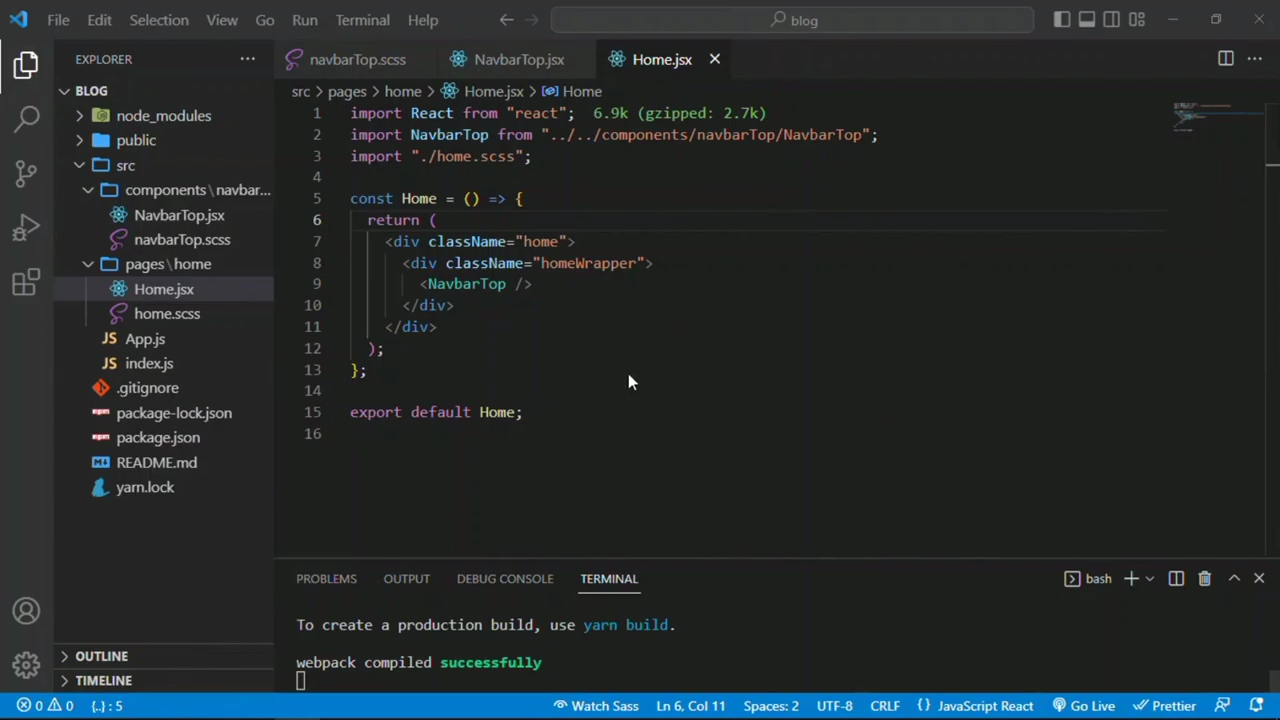 File Edit Selection View Go Run Terminal Help
blog
EXPLORER
navbarTop.scss
NavbarTop.jsx
Home.jsx
src > pages > home > Home.jsx > Home
BLOG
node_modules
public
src
components\navbar...
NavbarTop.jsx
navbarTop.scss
pages\home
Home.jsx
home.scss
JS App.js
JS index.js
.gitignore
package-lock.json
package.json
README.md
yarn.lock
OUTLINE
TIMELINE
1 import React from "react"; 6.9k (gzipped: 2.7k)
2 import NavbarTop from "../../components/navbarTop/NavbarTop";
3 import "./home.scss";
4
5 const Home = () => {
6 return (
7 <div className="home">
8 <div className="homeWrapper">
9 <NavbarTop />
10 </div>
11 </div>
12 );
13 };
14
15 export default Home;
16
PROBLEMS OUTPUT DEBUG CONSOLE TERMINAL
bash
To create a production build, use yarn build.
webpack compiled successfully
0 0 {..} : 5 Watch Sass Ln 6, Col 11 Spaces: 2 UTF-8 CRLF {} JavaScript React Go Live Prettier